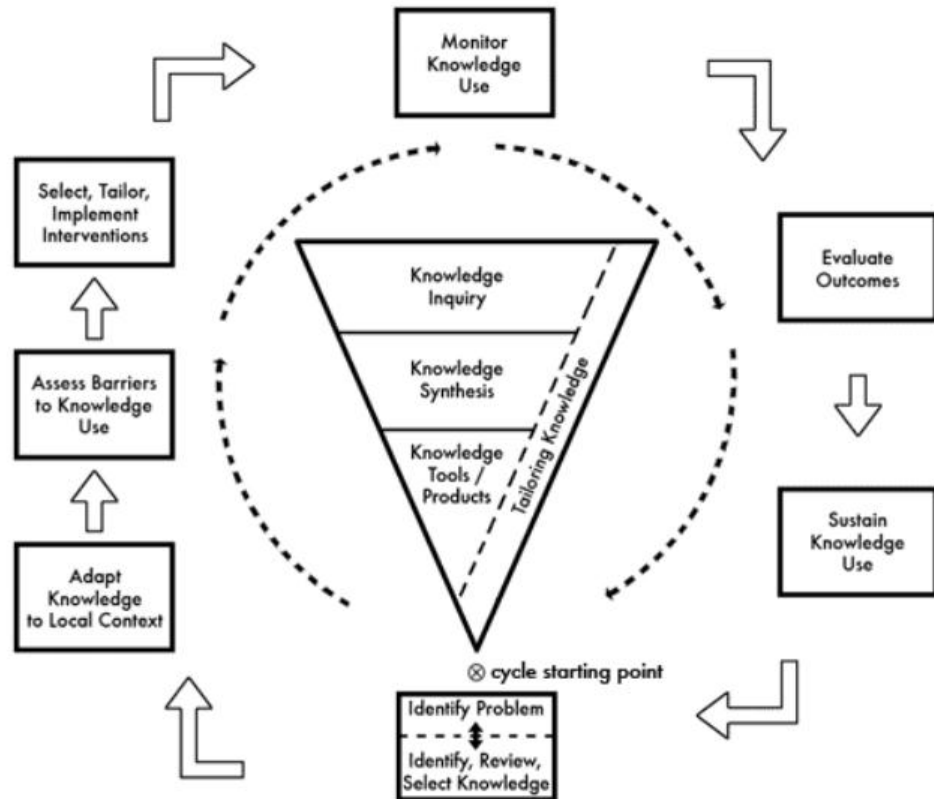 Monitor
Knowledge
Use
Select, Tailor,
Implement
Interventions
Evaluate
Outcomes
Knowledge
Inquiry
Knowledge
Synthesis
Knowledge
Tools /
Products
Tailoring Knowledge
Assess Barriers
to Knowledge
Use
Sustain
Knowledge
Use
Adapt
Knowledge
to Local Context
⊗ cycle starting point
Identify Problem
Identify, Review,
Select Knowledge